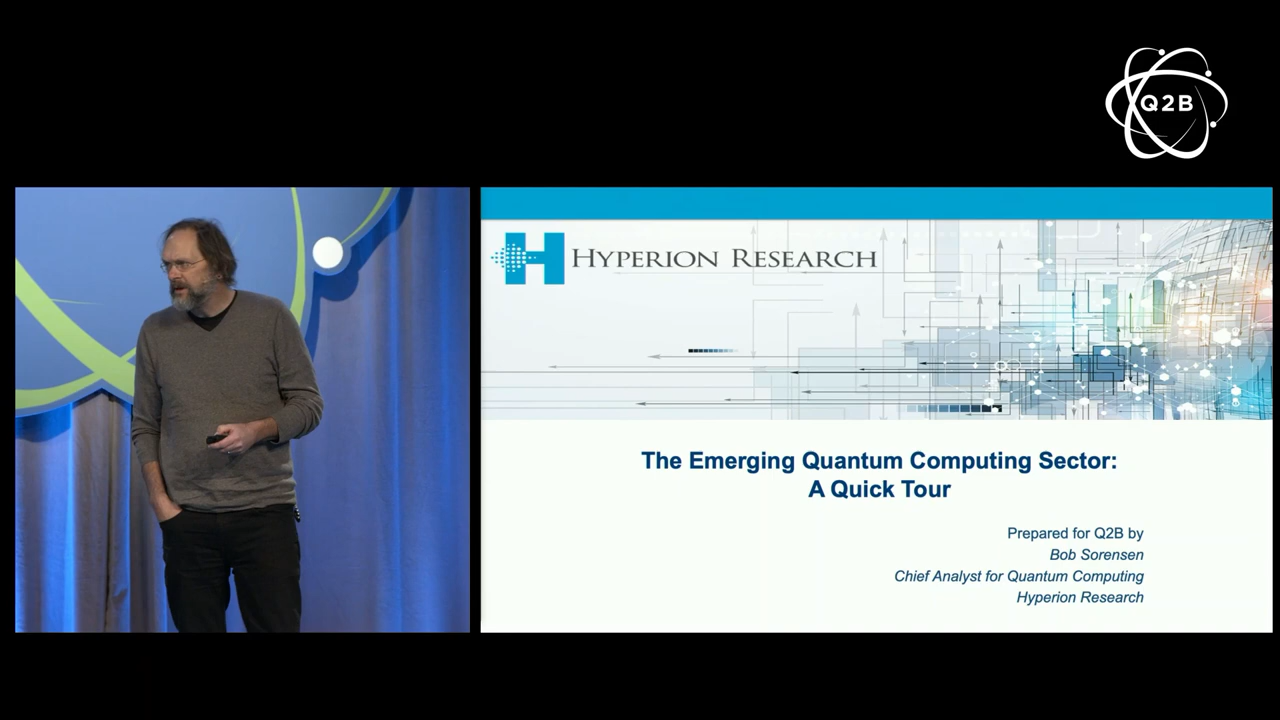 Q2B
HYPERION RESEARCH
The Emerging Quantum Computing Sector:
A Quick Tour
Prepared for Q2B by
Bob Sorensen
Chief Analyst for Quantum Computing
Hyperion Research